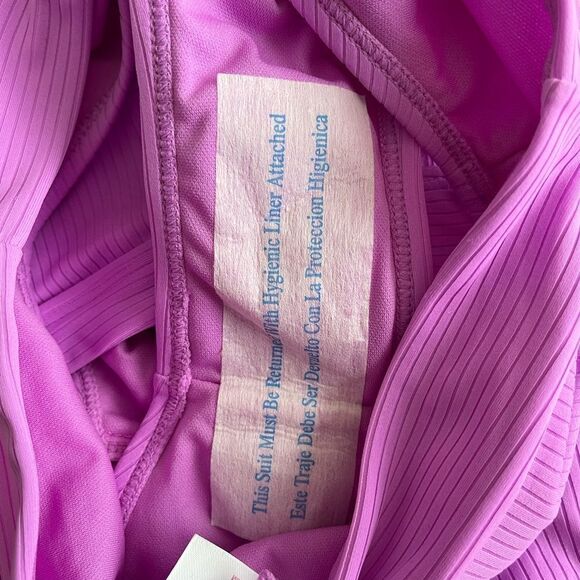 This Suit Must Be Returned With Hygienic Liner Attached
Este Traje Debe Ser Devuelto Con La Proteccion Higienica